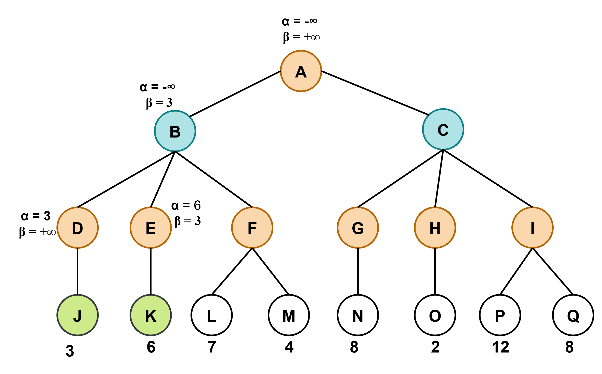 α = -∞
β = +∞
A
α = -∞
β = 3
B
C
α = 3
β = +∞
D
E
α = 6
β = 3
F
G
H
I
J
K
L
M
N
O
P
Q
3
6
7
4
8
2
12
8